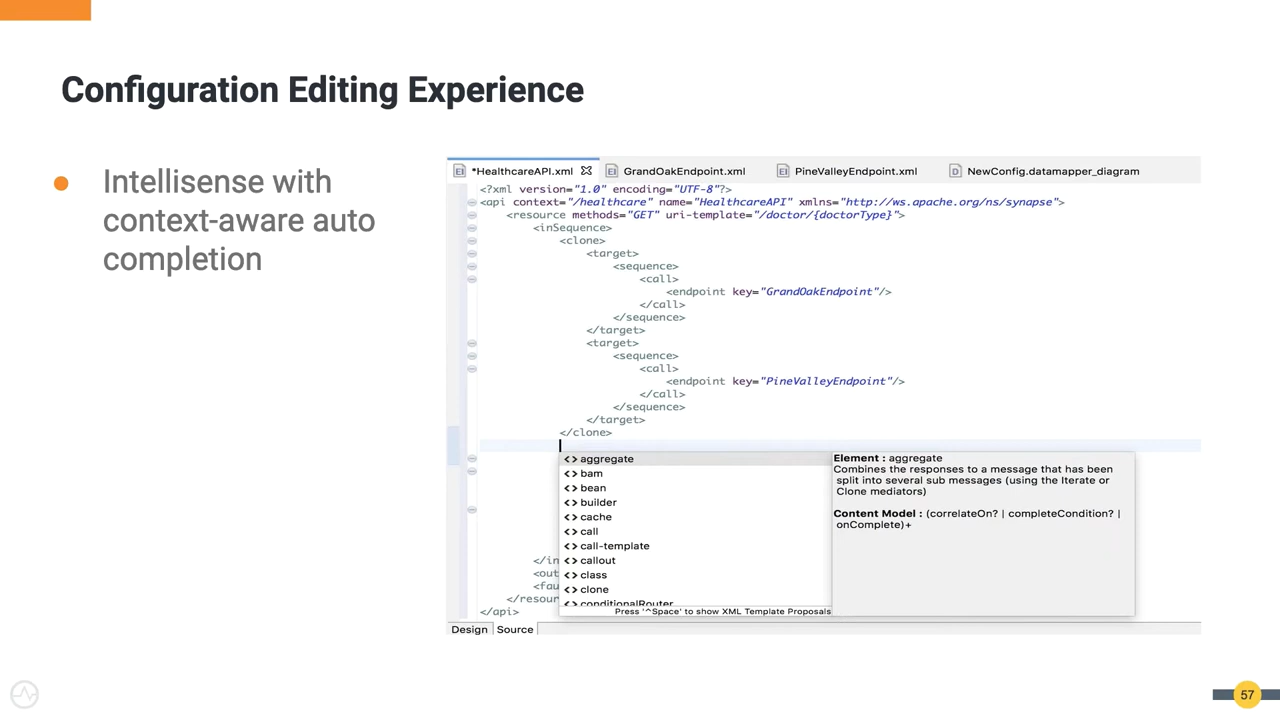 Configuration Editing Experience
Intellisense with
context-aware auto
completion
*HealthcareAPI.xml GrandOakEndpoint.xml PineValleyEndpoint.xml NewConfig.datamapper_diagram
<?xml version="1.0" encoding="UTF-8"?>
<api context="/healthcare" name="HealthcareAPI" xmlns="http://ws.apache.org/ns/synapse">
<resource methods="GET" uri-template="/doctor/{doctorType}">
<inSequence>
<clone>
<target>
<sequence>
<call>
<endpoint key="GrandOakEndpoint"/>
</call>
</sequence>
</target>
<target>
<sequence>
<call>
<endpoint key="PineValleyEndpoint"/>
</call>
</sequence>
</target>
</clone>
<> aggregate
<> bam
<> bean
<> builder
<> cache
<> call
<> call-template
<> callout
<> class
<> clone
<> conditionalRouter
Press '^Space' to show XML Template Proposals
Element : aggregate
Combines the responses to a message that has been
split into several sub messages (using the Iterate or
Clone mediators)
Content Model : (correlateOn? | completeCondition? |
onComplete)+
</in
<out
<fau
</resour
</api>
Design Source
57